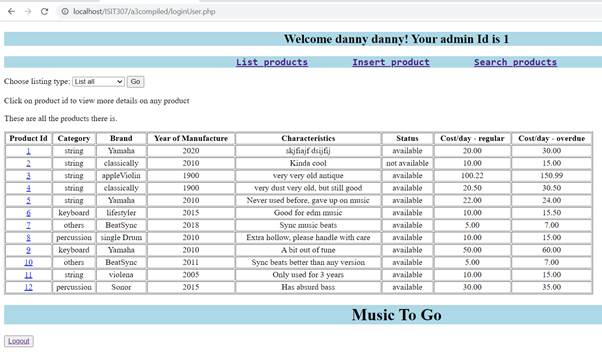 localhost/ISIT307/a3compiled/loginUser.php
Welcome danny danny! Your admin Id is 1
List products Insert product Search products
Choose listing type: List all Go
Click on product id to view more details on any product
These are all the products there is.
Product Id Category Brand Year of Manufacture Characteristics Status Cost/day - regular Cost/day - overdue
1 string Yamaha 2020 skjfiajf dsijfij available 20.00 30.00
2 string classically 2010 Kinda cool not available 10.00 15.00
3 string appleViolin 1900 very very old antique available 100.22 150.99
4 string classically 1900 very dust very old, but still good available 20.50 30.50
5 string Yamaha 2010 Never used before, gave up on music available 22.00 24.00
6 keyboard lifestyler 2015 Good for edm music available 10.00 15.50
7 others BeatSync 2018 Sync music beats available 5.00 7.00
8 percussion single Drum 2010 Extra hollow, please handle with care available 10.00 15.00
9 keyboard Yamaha 2010 A bit out of tune available 50.00 60.00
10 others BeatSync 2011 Sync beats better than any version available 5.00 7.00
11 string violena 2005 Only used for 3 years available 10.00 15.00
12 percussion Sonor 2015 Has absurd bass available 30.00 35.00
Music To Go
Logout